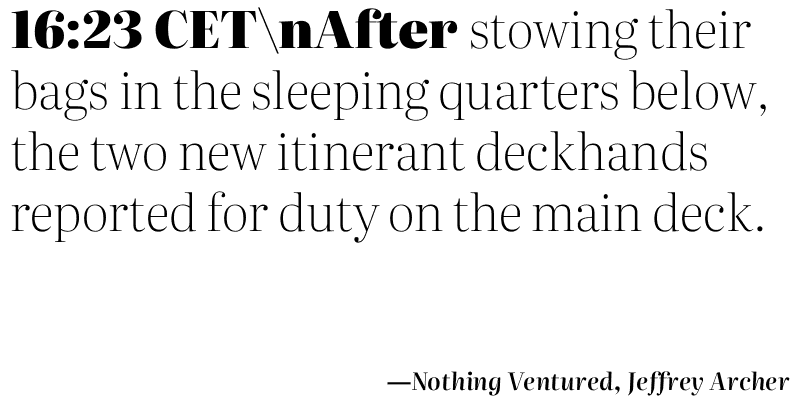 16:23 CET\nAfter stowing their
bags in the sleeping quarters below,
the two new itinerant deckhands
reported for duty on the main deck.
—Nothing Ventured, Jeffrey Archer